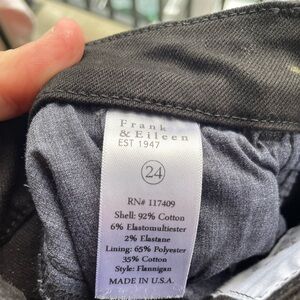 Frank
& Eileen
EST 1947
24
RN# 117409
Shell: 92% Cotton
6% Elastomultiester
2% Elastane
Lining: 65% Polyester
35% Cotton
Style: Flannigan
MADE IN U.S.A.